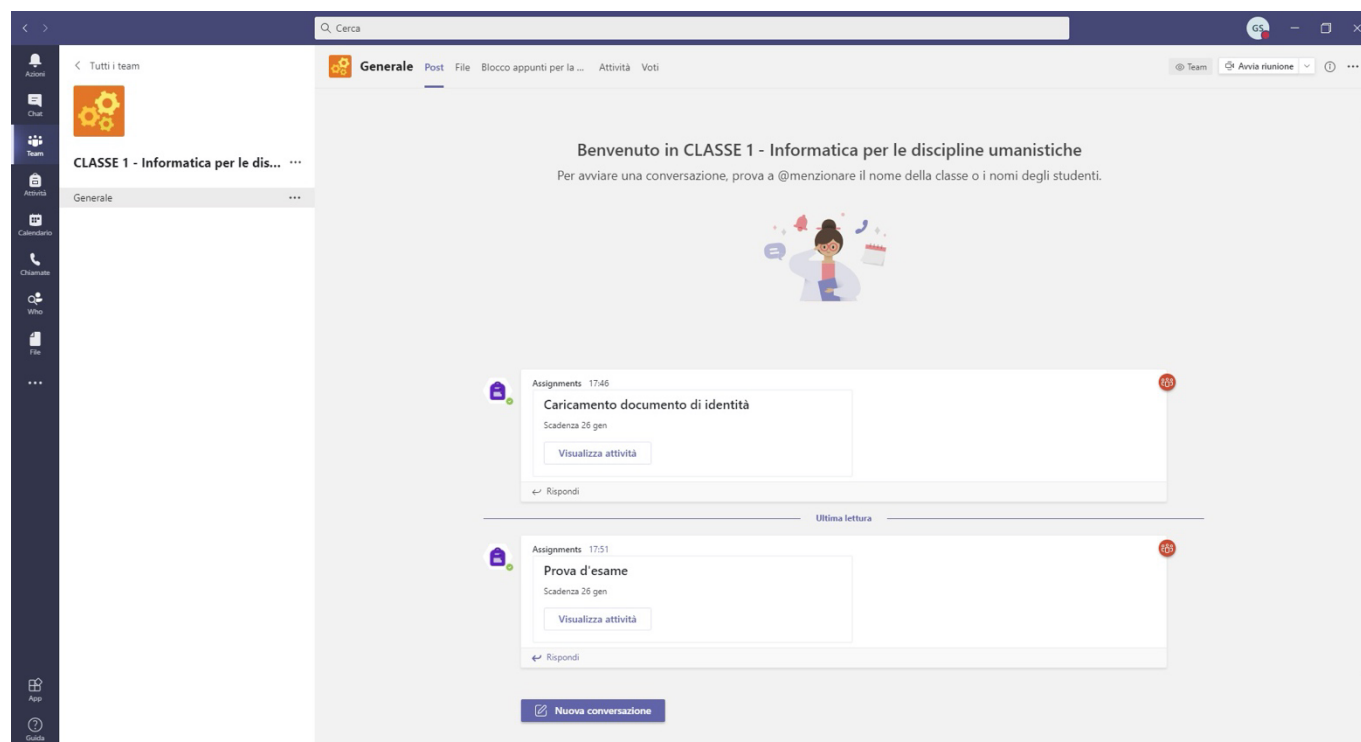 Cerca
GS
Azioni
Chat
Team
Attività
Calendario
Chiamate
Who
File
App
Guida
Tutti i team
CLASSE 1 - Informatica per le dis... ...
Generale ...
Generale Post File Blocco appunti per la ... Attività Voti
Team Avvia riunione
Benvenuto in CLASSE 1 - Informatica per le discipline umanistiche
Per avviare una conversazione, prova a @menzionare il nome della classe o i nomi degli studenti.
Assignments 17:46
Caricamento documento di identità
Scadenza 26 gen
Visualizza attività
Rispondi
Ultima lettura
Assignments 17:51
Prova d'esame
Scadenza 26 gen
Visualizza attività
Rispondi
Nuova conversazione